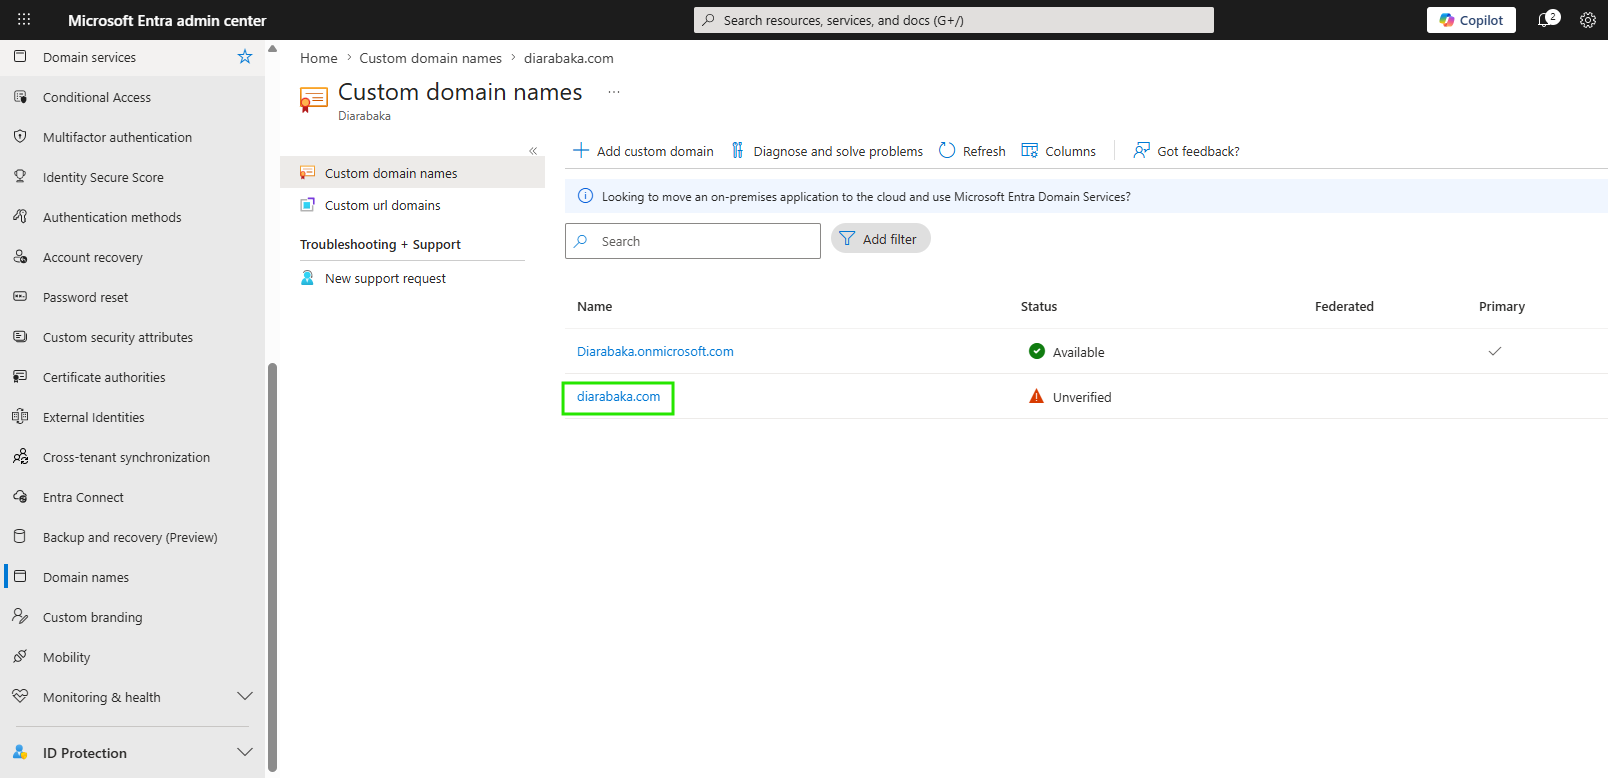 Microsoft Entra admin center
Search resources, services, and docs (G+/)
Copilot
2
Domain services
Conditional Access
Multifactor authentication
Identity Secure Score
Authentication methods
Account recovery
Password reset
Custom security attributes
Certificate authorities
External Identities
Cross-tenant synchronization
Entra Connect
Backup and recovery (Preview)
Domain names
Custom branding
Mobility
Monitoring & health
ID Protection
Home > Custom domain names > diarabaka.com
Custom domain names ...
Diarabaka
«
Custom domain names
Custom url domains
Troubleshooting + Support
New support request
Add custom domain Diagnose and solve problems Refresh Columns Got feedback?
Looking to move an on-premises application to the cloud and use Microsoft Entra Domain Services?
Search Add filter
Name Status Federated Primary
Diarabaka.onmicrosoft.com Available
diarabaka.com Unverified